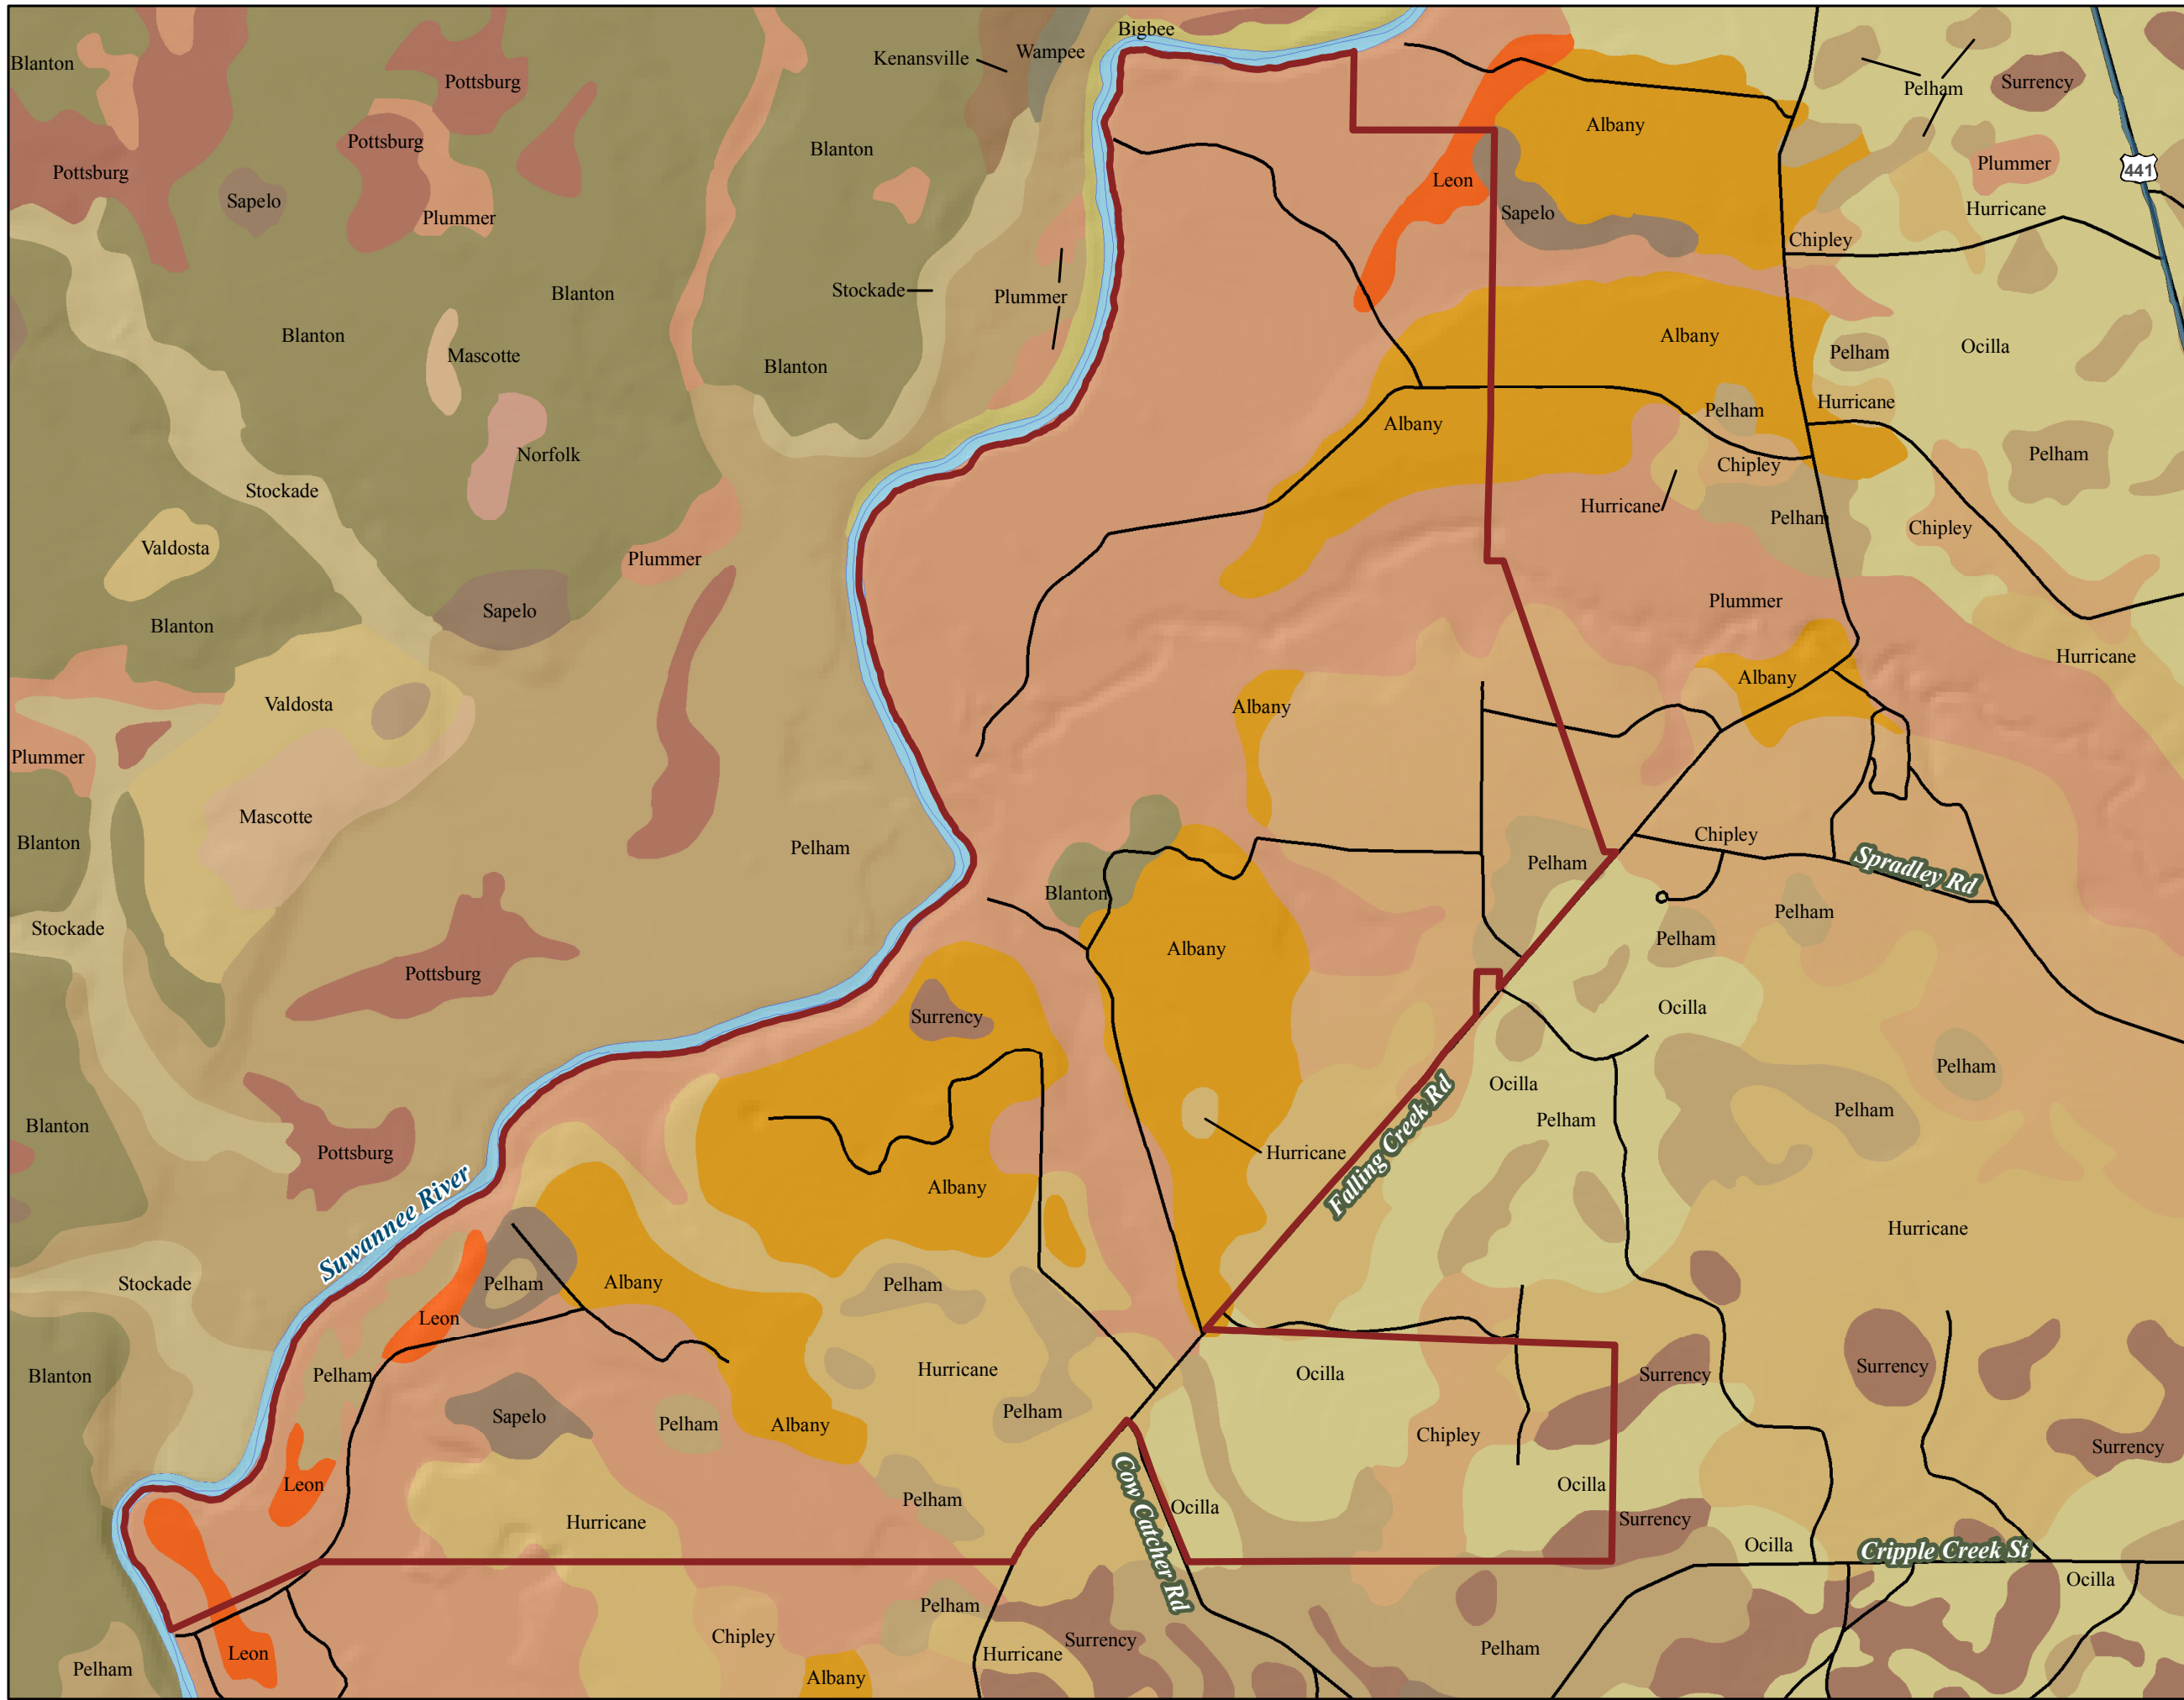 Bigbee
Kenansville
Wampee
Blanton
Pottsburg
Pelham
Surrency
Albany
Pottsburg
Blanton
Plummer
441
Pottsburg
Leon
Sapelo
Plummer
Sapelo
Hurricane
Chipley
Blanton
Stockade
Plummer
Blanton
Albany
Ocilla
Mascotte
Pelham
Blanton
Hurricane
Pelham
Albany
Norfolk
Pelham
Chipley
Stockade
Hurricane
Pelham
Chipley
Valdosta
Plummer
Plummer
Sapelo
Blanton
Hurricane
Albany
Valdosta
Albany
Plummer
Mascotte
Chipley
Blanton
Pelham
Pelham
Spradley Rd
Blanton
Pelham
Stockade
Pelham
Albany
Pottsburg
Ocilla
Surrency
Pelham
Ocilla
Pelham
Pelham
Blanton
Falling Creek Rd
Pottsburg
Hurricane
Albany
Suwannee River
Hurricane
Stockade
Pelham
Albany
Pelham
Leon
Surrency
Hurricane
Ocilla
Surrency
Blanton
Pelham
Pelham
Sapelo
Pelham
Albany
Chipley
Surrency
Leon
Ocilla
Pelham
Ocilla
Cow Catcher Rd
Surrency
Hurricane
Ocilla
Cripple Creek St
Ocilla
Pelham
Chipley
Surrency
Pelham
Leon
Hurricane
Pelham
Albany